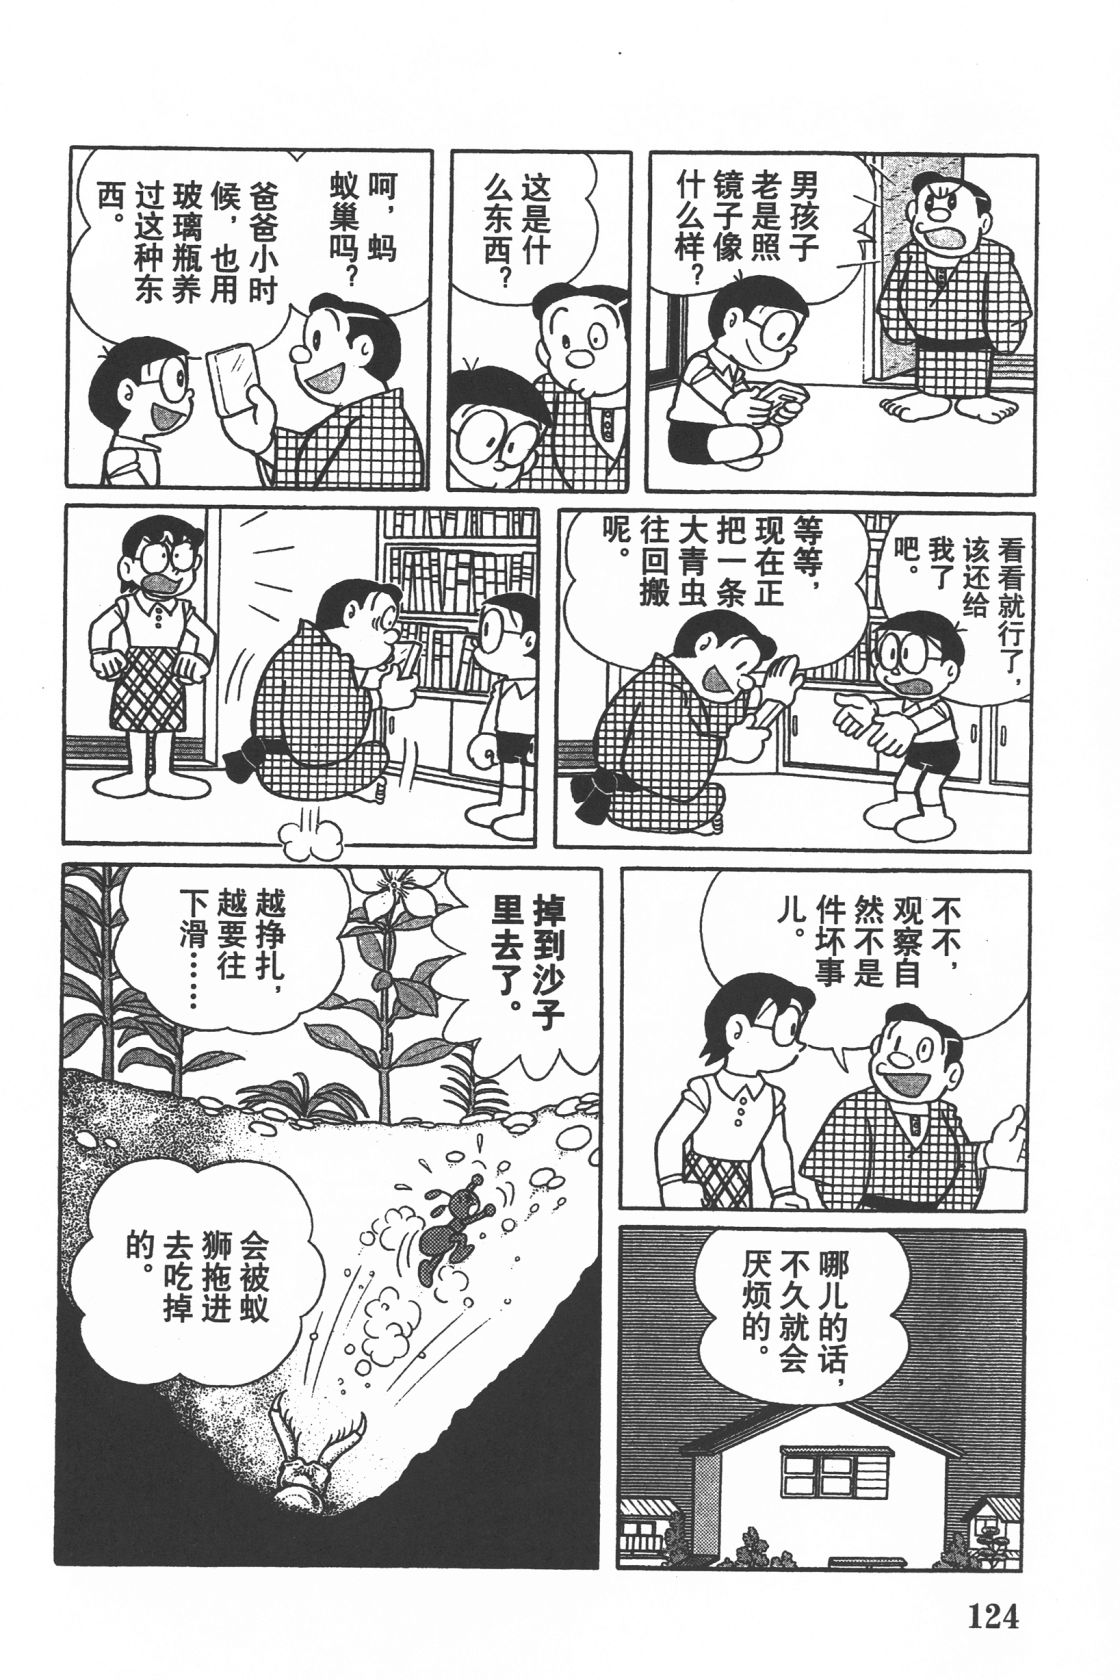 男孩子
老是照
镜子像
什么样？
这是什
么东西？
呵，蚂
蚁巢吗？
爸爸小时
候，也用
玻璃瓶养
过这种东
西。
看看就行了，
该还给
我了
吧。
等等，
现在正
把一条
大青虫
往回搬
呢。
不不，
观察自
然不是
件坏事
儿。
哪儿的话，
不久就会
厌烦的。
掉到沙子
里去了。
越挣扎，
越要往
下滑……
会被蚁
狮拖进
去吃掉
的。
124